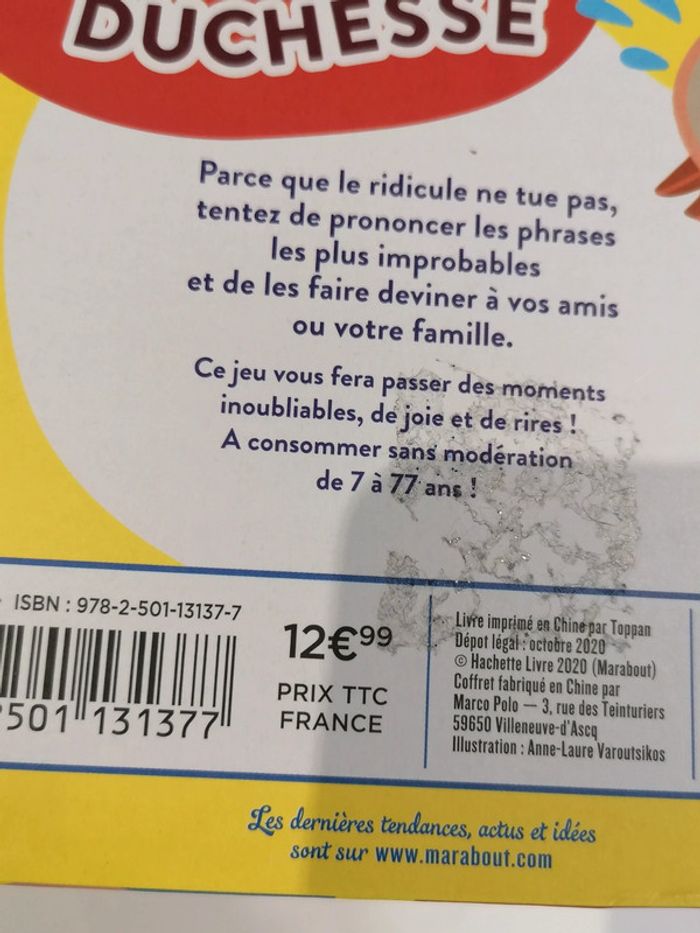 DUCHESSE
Parce que le ridicule ne tue pas,
tentez de prononcer les phrases
les plus improbables
et de les faire deviner à vos amis
ou votre famille.
Ce jeu vous fera passer des moments
inoubliables, de joie et de rires !
A consommer sans modération
de 7 à 77 ans !
ISBN : 978-2-501-13137-7
501 131377
12€99
PRIX TTC
FRANCE
Livre imprimé en Chine par Toppan
Dépot légal : octobre 2020
© Hachette Livre 2020 (Marabout)
Coffret fabriqué en Chine par
Marco Polo — 3, rue des Teinturiers
59650 Villeneuve-d'Ascq
Illustration : Anne-Laure Varoutsikos
Les dernières tendances, actus et idées
sont sur www.marabout.com